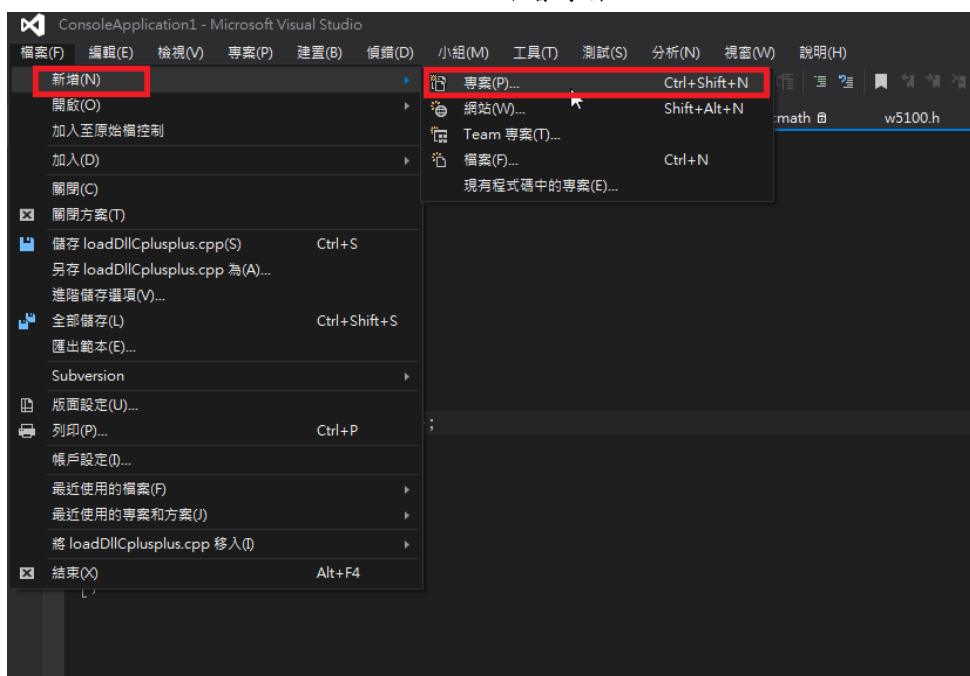 ConsoleApplication1 - Microsoft Visual Studio
檔案(F) 編輯(E) 檢視(V) 專案(P) 建置(B) 偵錯(D) 小組(M) 工具(T) 測試(S) 分析(N) 視窗(W) 說明(H)
新增(N)
開啟(O)
加入至原始檔控制
加入(D)
關閉(C)
關閉方案(T)
儲存 loadDllCplusplus.cpp(S) Ctrl+S
另存 loadDllCplusplus.cpp 為(A)...
進階儲存選項(V)...
全部儲存(L) Ctrl+Shift+S
匯出範本(E)...
Subversion
版面設定(U)...
列印(P)... Ctrl+P
帳戶設定(I)...
最近使用的檔案(F)
最近使用的專案和方案(J)
將 loadDllCplusplus.cpp 移入(I)
結束(X) Alt+F4
專案(P)... Ctrl+Shift+N
網站(W)... Shift+Alt+N
Team 專案(T)...
檔案(F)... Ctrl+N
現有程式碼中的專案(E)...
:math w5100.h
;